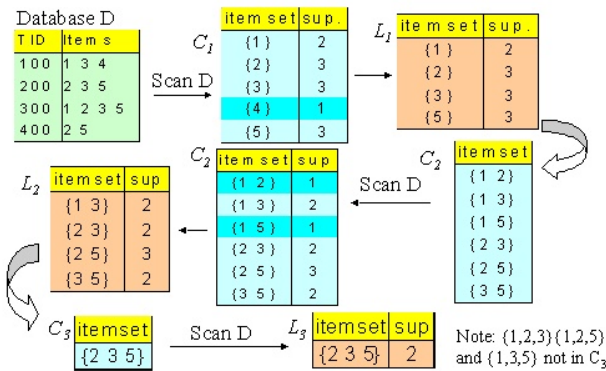 Database D
TID Items
100 1 3 4
200 2 3 5
300 1 2 3 5
400 2 5
Scan D
C1
itemset sup.
{1} 2
{2} 3
{3} 3
{4} 1
{5} 3
L1
itemset sup.
{1} 2
{2} 3
{3} 3
{5} 3
C2
itemset
{1 2}
{1 3}
{1 5}
{2 3}
{2 5}
{3 5}
Scan D
C2
itemset sup
{1 2} 1
{1 3} 2
{1 5} 1
{2 3} 2
{2 5} 3
{3 5} 2
L2
itemset sup
{1 3} 2
{2 3} 2
{2 5} 3
{3 5} 2
C3
itemset
{2 3 5}
Scan D
L3
itemset sup
{2 3 5} 2
Note: {1,2,3}{1,2,5}
and {1,3,5} not in C3